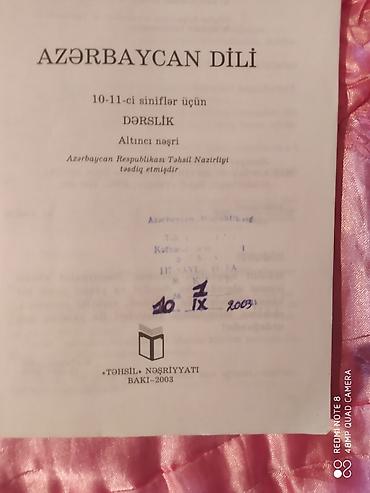 AZƏRBAYCAN DİLİ
10-11-ci siniflər üçün
DƏRSLİK
Altıncı nəşri
Azərbaycan Respublikası Təhsil Nazirliyi
təsdiq etmişdir
10 1 IX 2003
«TƏHSİL» NƏŞRİYYATI
BAKI–2003
REDMI NOTE 8
48MP QUAD CAMERA